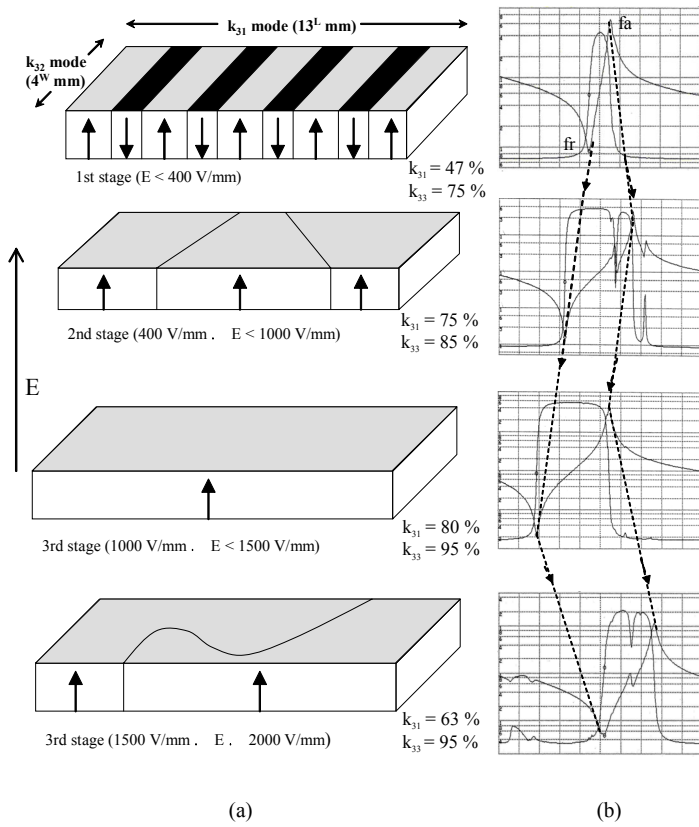 k31 mode (13L mm)
k32 mode
(4W mm)
1st stage (E < 400 V/mm)
k31 = 47 %
k33 = 75 %
2nd stage (400 V/mm . E < 1000 V/mm)
k31 = 75 %
k33 = 85 %
E
3rd stage (1000 V/mm . E < 1500 V/mm)
k31 = 80 %
k33 = 95 %
3rd stage (1500 V/mm . E . 2000 V/mm)
k31 = 63 %
k33 = 95 %
(a)
fa
fr
(b)